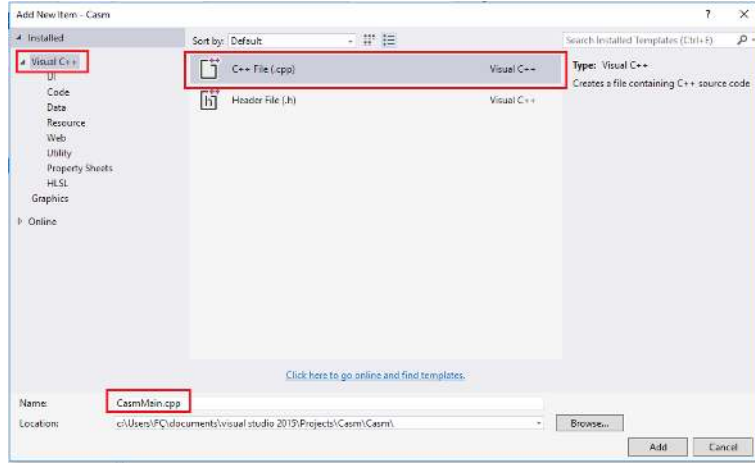 Add New Item - Casm
? ×
Installed
Sort by: Default
Search Installed Templates (Ctrl+E)
Visual C++
UI
Code
Data
Resource
Web
Utility
Property Sheets
HLSL
Graphics
Online
C++ File (.cpp) Visual C++
Header File (.h) Visual C++
Type: Visual C++
Creates a file containing C++ source code
Click here to go online and find templates.
Name: CasmMain.cpp
Location: c:\Users\FÇ\documents\visual studio 2015\Projects\Casm\Casm\
Browse...
Add Cancel